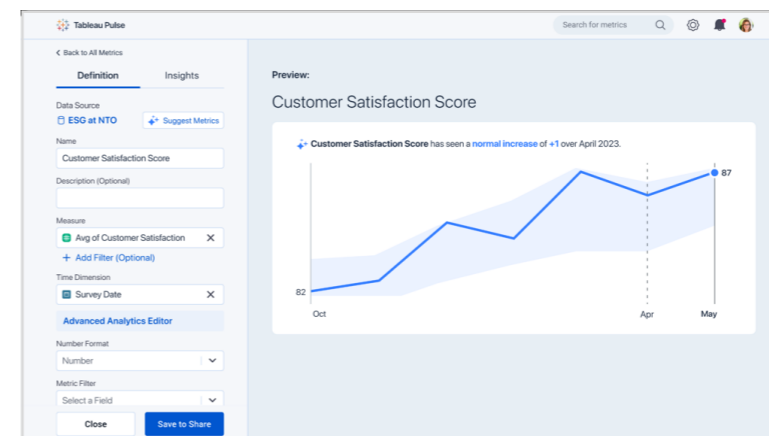 Tableau Pulse
Search for metrics
Back to All Metrics
Definition Insights
Data Source
ESG at NTO Suggest Metrics
Name
Customer Satisfaction Score
Description (Optional)
Measure
Avg of Customer Satisfaction
+ Add Filter (Optional)
Time Dimension
Survey Date
Advanced Analytics Editor
Number Format
Number
Metric Filter
Select a Field
Close Save to Share
Preview:
Customer Satisfaction Score
Customer Satisfaction Score has seen a normal increase of +1 over April 2023.
87
82
Oct Apr May